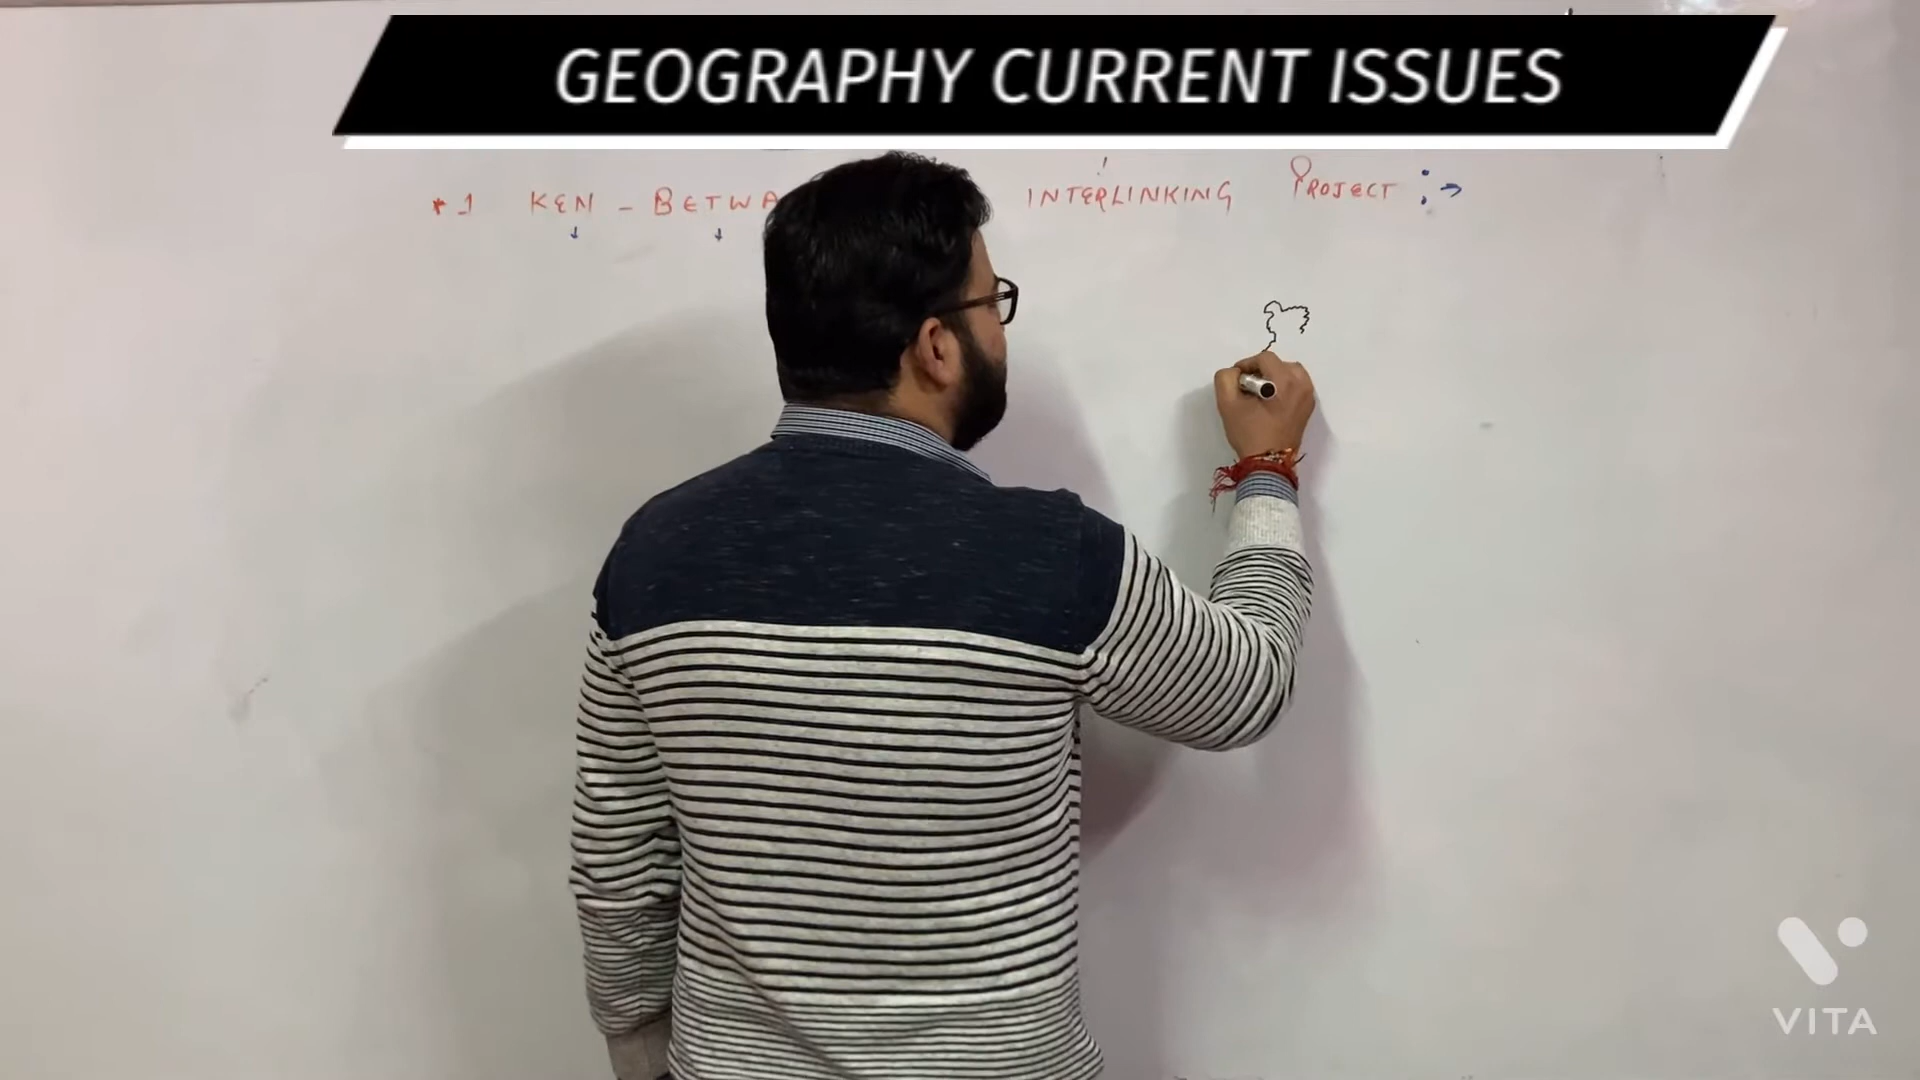 GEOGRAPHY CURRENT ISSUES
*1 KEN - BETWA INTERLINKING PROJECT :→
VITA